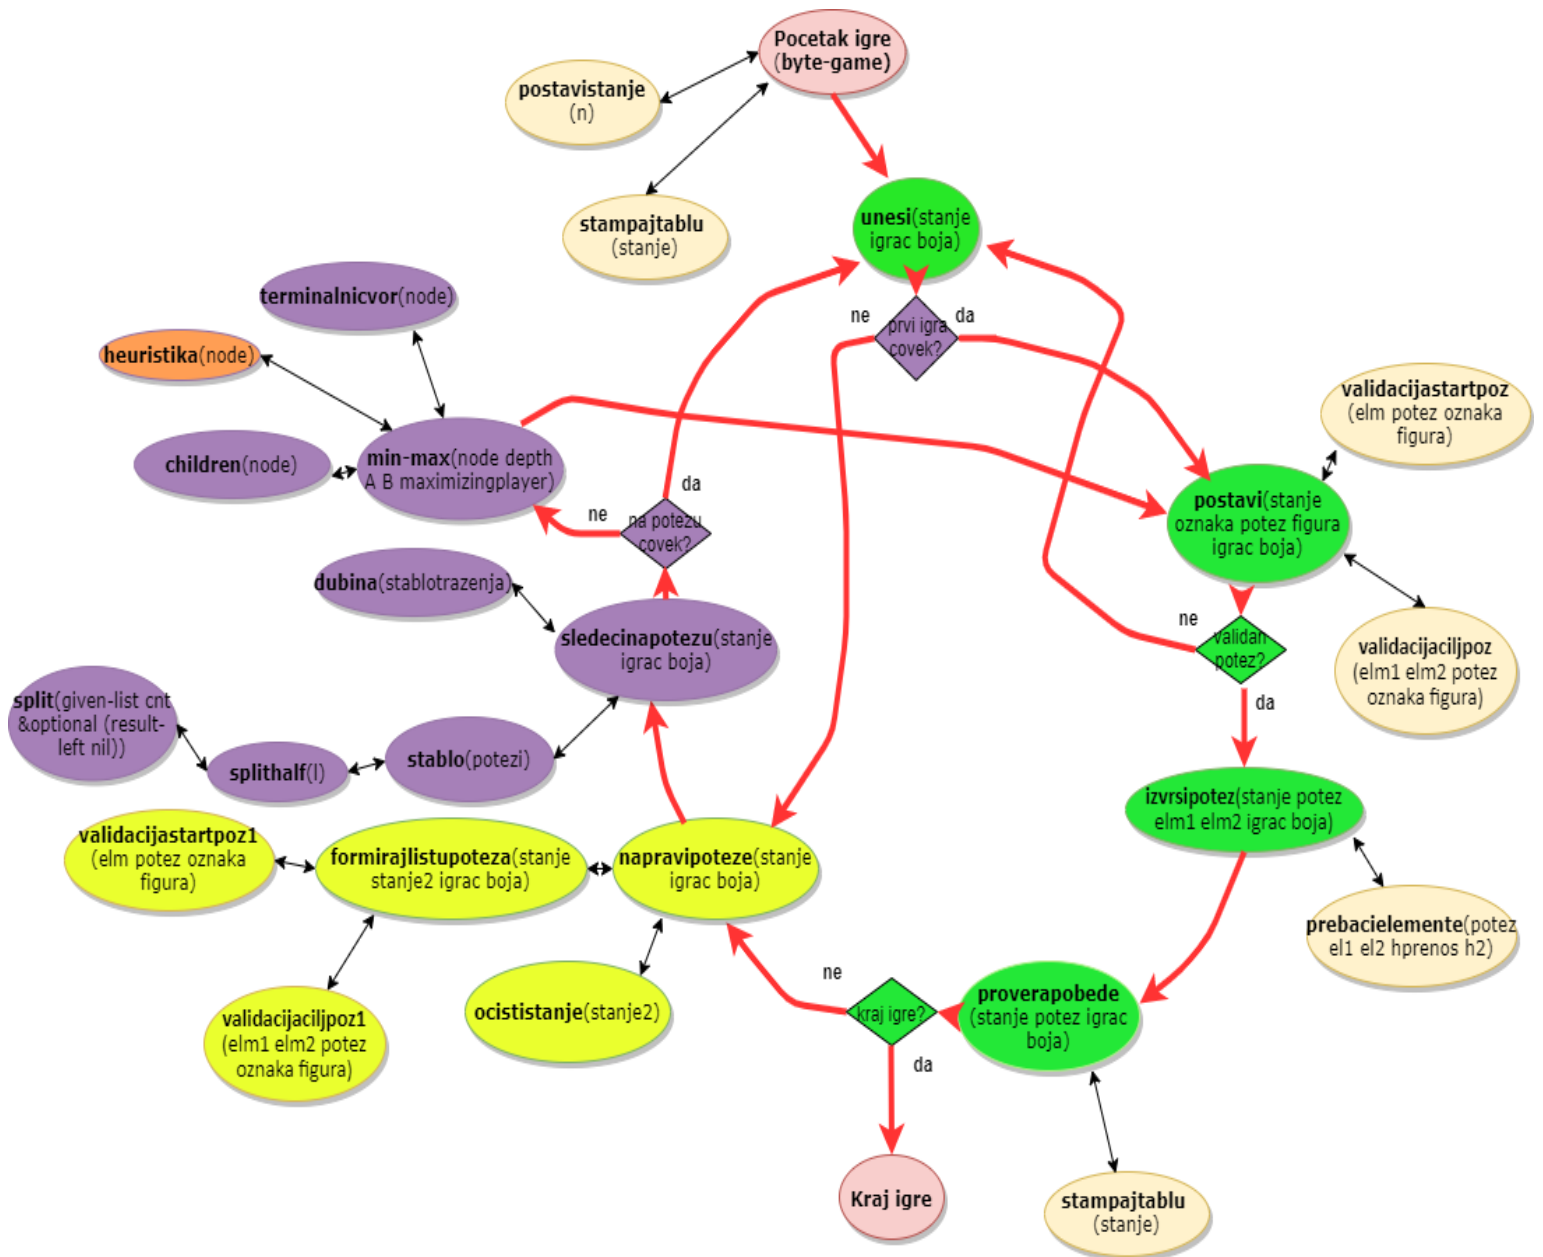 Pocetak igre
(byte-game)
postavistanje
(n)
stampajtablu
(stanje)
unesi(stanje
igrac boja)
ne
da
prvi igra
covek?
terminalnicvor(node)
heuristika(node)
children(node)
min-max(node depth
A B maximizingplayer)
da
ne
na potezu
covek?
validacijastartpoz
(elm potez oznaka
figura)
postavi(stanje
oznaka potez figura
igrac boja)
validacijaciljpoz
(elm1 elm2 potez
oznaka figura)
ne
validan
potez?
da
dubina(stablotrazenja)
sledecinapotezu(stanje
igrac boja)
split(given-list cnt
&optional (result-
left nil))
splithalf(l)
stablo(potezi)
izvrsipotez(stanje potez
elm1 elm2 igrac boja)
prebacielemente(potez
el1 el2 hprenos h2)
validacijastartpoz1
(elm potez oznaka
figura)
formirajlistupoteza(stanje
stanje2 igrac boja)
napravipoteze(stanje
igrac boja)
validacijaciljpoz1
(elm1 elm2 potez
oznaka figura)
ocististanje(stanje2)
ne
kraj igre?
da
proverapobede
(stanje potez igrac
boja)
Kraj igre
stampajtablu
(stanje)